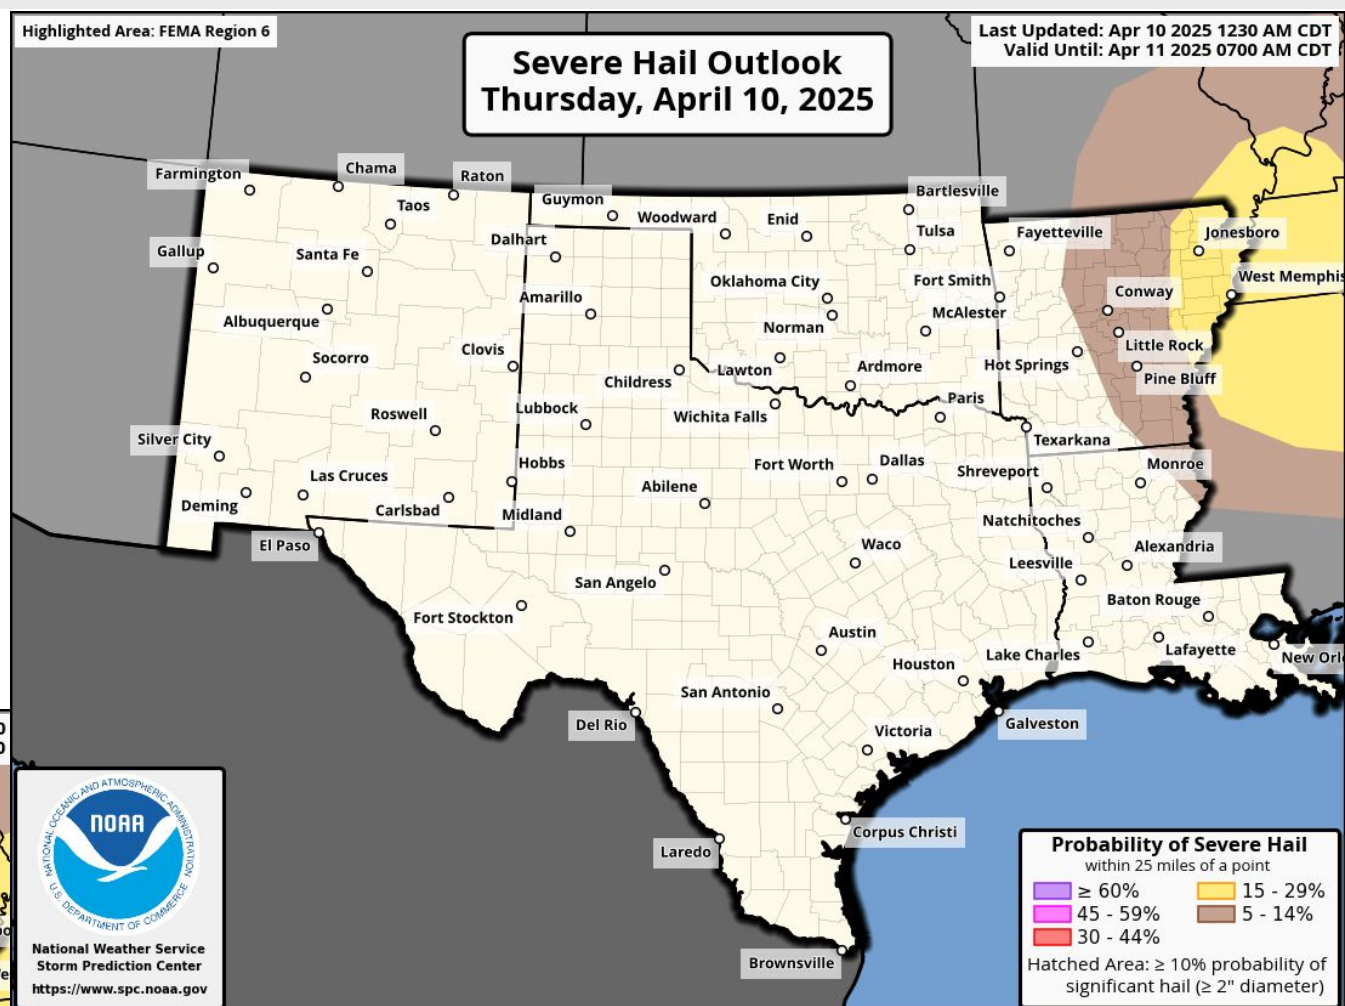 Highlighted Area: FEMA Region 6
Severe Hail Outlook
Thursday, April 10, 2025
Last Updated: Apr 10 2025 1230 AM CDT
Valid Until: Apr 11 2025 0700 AM CDT
Farmington
Chama
Raton
Taos
Guymon
Woodward
Enid
Bartlesville
Tulsa
Fayetteville
Jonesboro
Gallup
Santa Fe
Dalhart
Oklahoma City
Fort Smith
Conway
West Memphis
Albuquerque
Amarillo
Norman
McAlester
Little Rock
Socorro
Clovis
Childress
Lawton
Ardmore
Hot Springs
Pine Bluff
Roswell
Lubbock
Wichita Falls
Paris
Texarkana
Silver City
Las Cruces
Hobbs
Abilene
Fort Worth
Dallas
Shreveport
Monroe
Deming
Carlsbad
Midland
Natchitoches
El Paso
San Angelo
Waco
Leesville
Alexandria
Fort Stockton
Austin
Baton Rouge
Houston
Lake Charles
Lafayette
New Orl
San Antonio
Del Rio
Victoria
Galveston
Laredo
Corpus Christi
Brownsville
NATIONAL OCEANIC AND ATMOSPHERIC ADMINISTRATION
NOAA
U.S. DEPARTMENT OF COMMERCE
National Weather Service
Storm Prediction Center
https://www.spc.noaa.gov
Probability of Severe Hail
within 25 miles of a point
≥ 60%
15 - 29%
45 - 59%
5 - 14%
30 - 44%
Hatched Area: ≥ 10% probability of
significant hail (≥ 2" diameter)